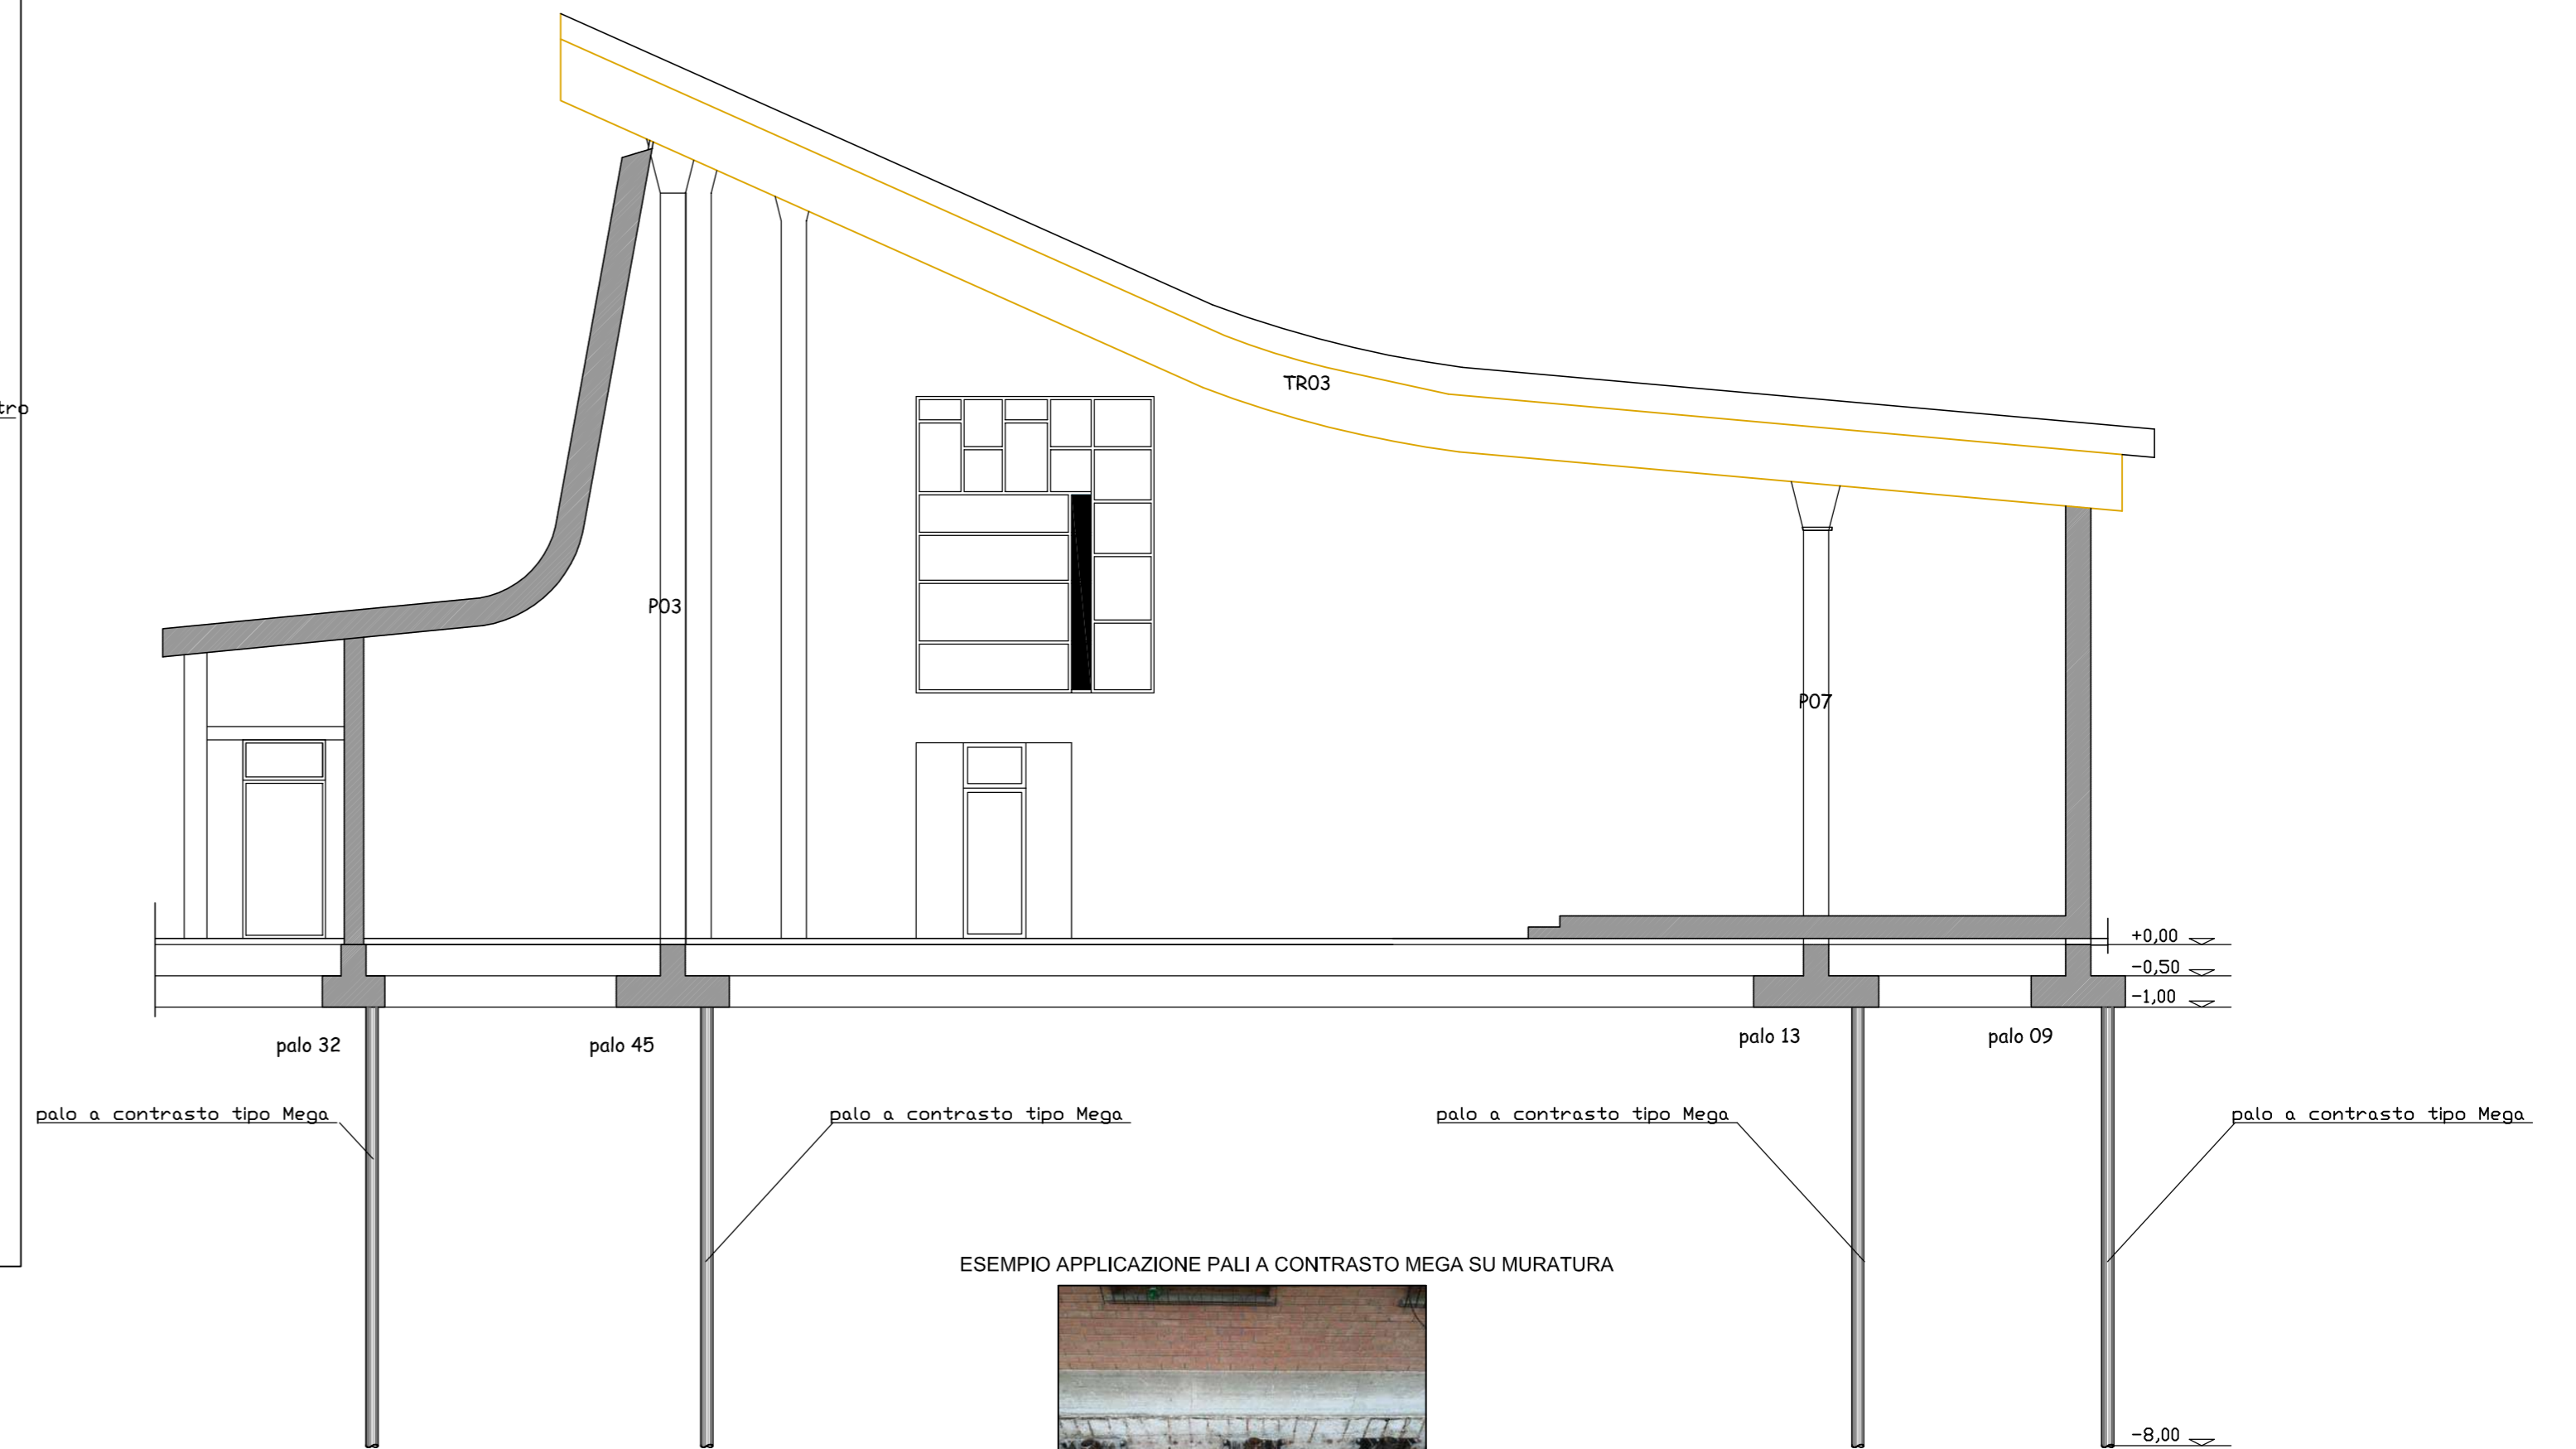 tro
TR03
P03
P07
+0,00
-0,50
-1,00
palo 32
palo 45
palo 13
palo 09
palo a contrasto tipo Mega
palo a contrasto tipo Mega
palo a contrasto tipo Mega
palo a contrasto tipo Mega
ESEMPIO APPLICAZIONE PALI A CONTRASTO MEGA SU MURATURA
-8,00